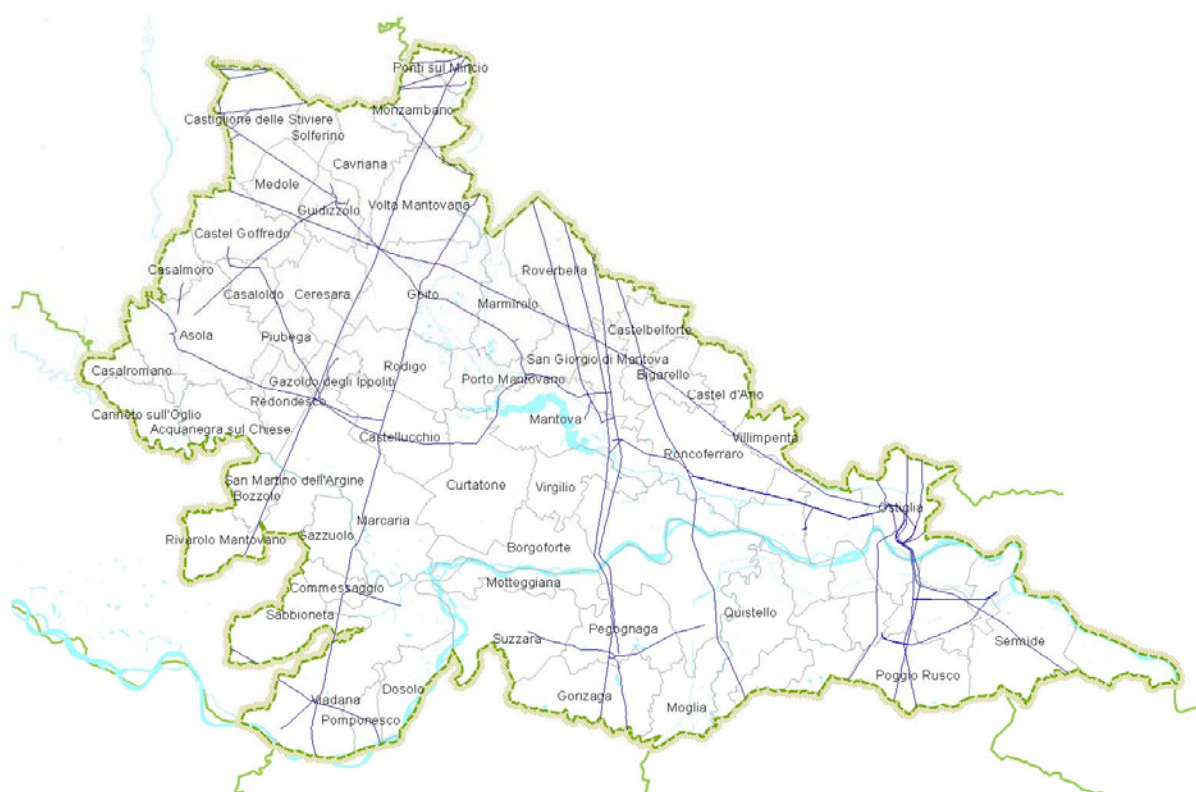 Ponti sul Mincio
Monzambano
Castiglione delle Stiviere
Solferino
Cavriana
Medole
Guidizzolo
Volta Mantovana
Castel Goffredo
Casalmoro
Roverbella
Casaloldo
Ceresara
Goito
Marmirolo
Castelbelforte
Asola
Piubega
San Giorgio di Mantova
Rodigo
Bigarello
Casalromano
Gazoldo degli Ippoliti
Porto Mantovano
Castel d'Ario
Redondesco
Canneto sull'Oglio
Mantova
Acquanegra sul Chiese
Castellucchio
Villimpenta
Roncoferraro
San Martino dell'Argine
Curtatone
Virgilio
Bozzolo
Ostiglia
Marcaria
Rivarolo Mantovano
Gazzuolo
Borgoforte
Motteggiana
Commessaggio
Sabbioneta
Quistello
Pegognaga
Suzzara
Sermide
Poggio Rusco
Dosolo
Gonzaga
Viadana
Moglia
Pomponesco